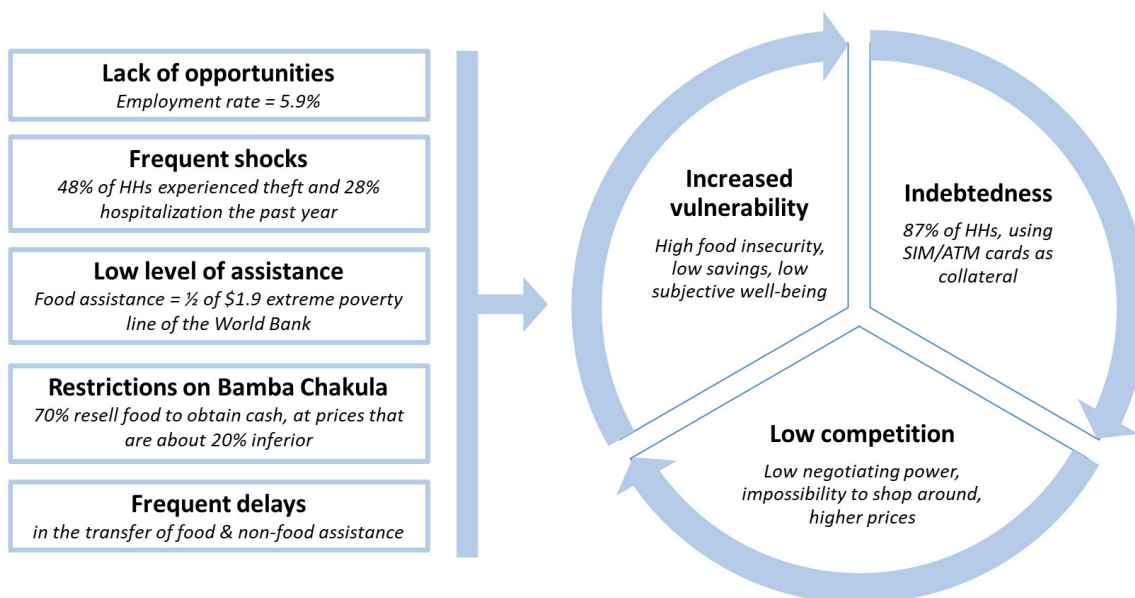 Lack of opportunities
Employment rate = 5.9%
Frequent shocks
48% of HHs experienced theft and 28%
hospitalization the past year
Low level of assistance
Food assistance = ½ of $1.9 extreme poverty
line of the World Bank
Restrictions on Bamba Chakula
70% resell food to obtain cash, at prices that
are about 20% inferior
Frequent delays
in the transfer of food & non-food assistance
Increased
vulnerability
High food insecurity,
low savings, low
subjective well-being
Indebtedness
87% of HHs, using
SIM/ATM cards as
collateral
Low competition
Low negotiating power,
impossibility to shop around,
higher prices